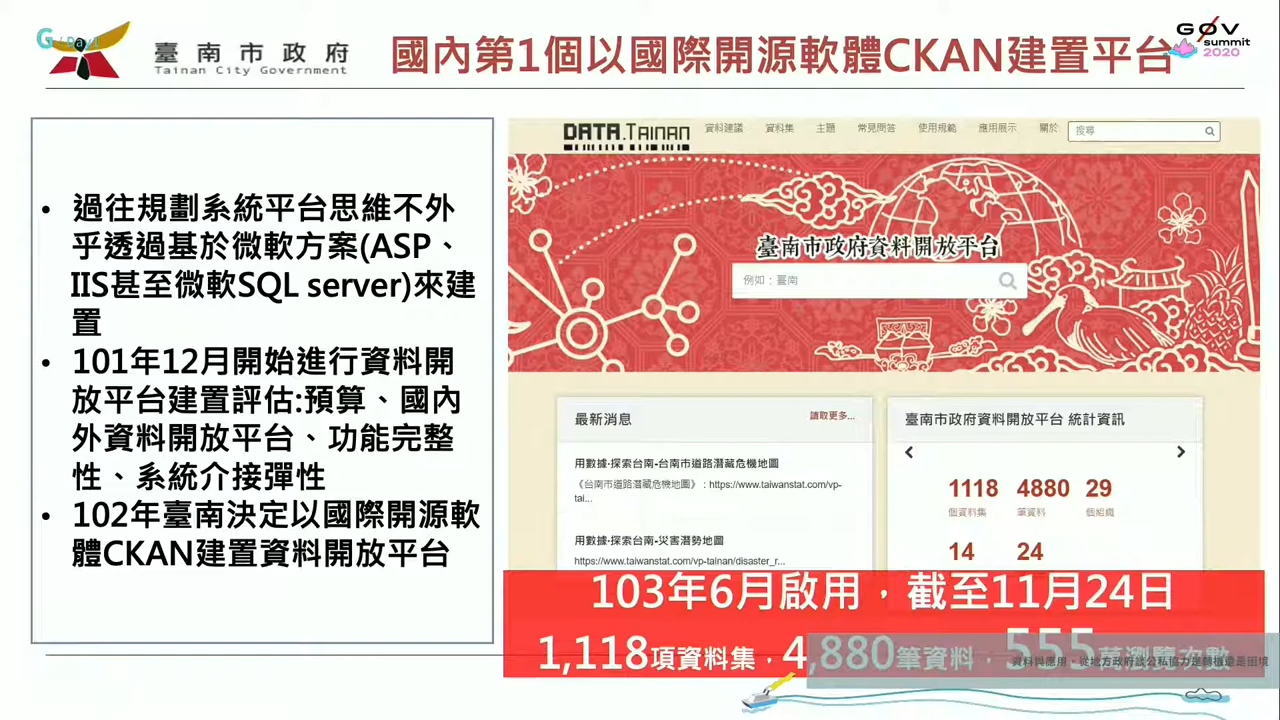 臺南市政府
Tainan City Government
國內第1個以國際開源軟體CKAN建置平台
GØV
summit
2020
• 過往規劃系統平台思維不外
乎透過基於微軟方案(ASP、
IIS甚至微軟SQL server)來建
置
• 101年12月開始進行資料開
放平台建置評估:預算、國內
外資料開放平台、功能完整
性、系統介接彈性
• 102年臺南決定以國際開源軟
體CKAN建置資料開放平台
DATA.TAINAN
資料建議 資料集 主題 常見問答 使用規範 應用展示 關於 搜尋
臺南市政府資料開放平台
例如：臺南
最新消息 讀取更多...
用數據‧探索台南-台南市道路潛藏危機地圖
《台南市道路潛藏危機地圖》：https://www.taiwanstat.com/vp-
tai...
用數據‧探索台南-災害潛勢地圖
https://www.taiwanstat.com/vp-tainan/disaster_r...
臺南市政府資料開放平台 統計資訊
1118 4880 29
個資料集 筆資料 個組織
14 24
103年6月啟用，截至11月24日
1,118項資料集，4,880筆資料，555萬瀏覽次數